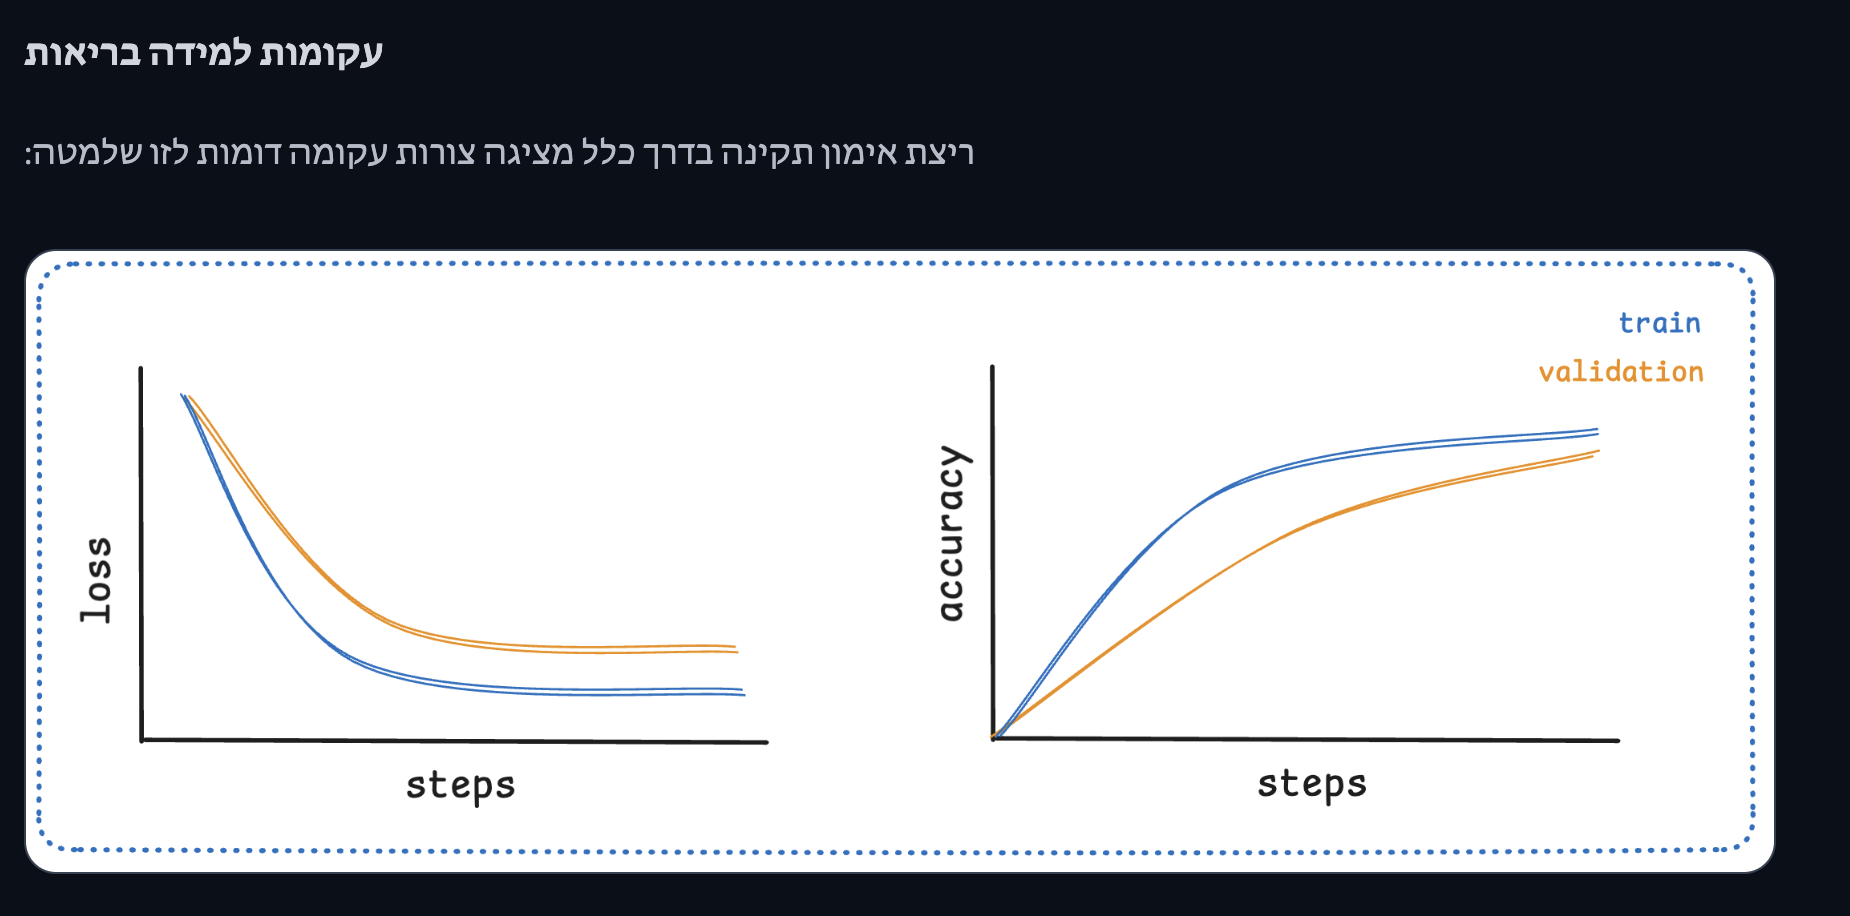 עקומות למידה בריאות
ריצת אימון תקינה בדרך כלל מציגה צורות עקומה דומות לזו שלמטה:
train
validation
loss
steps
accuracy
steps